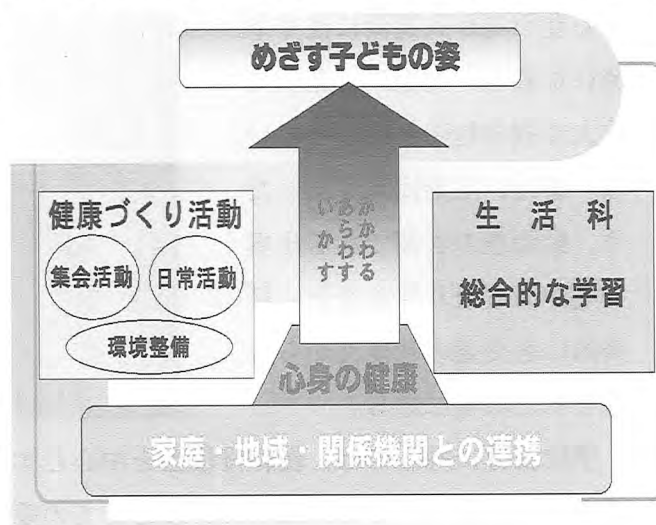 めざす子どもの姿
健康づくり活動
集会活動
日常活動
環境整備
かかわる
あらわす
いかす
生活科
総合的な学習
心身の健康
家庭・地域・関係機関との連携